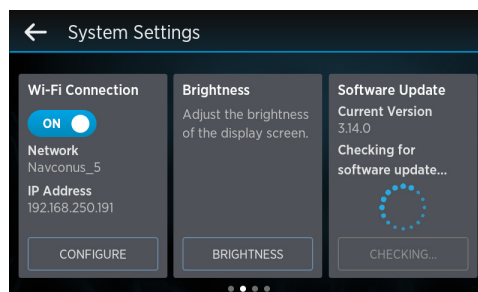 System Settings
Wi-Fi Connection
ON
Network
Navconus_5
IP Address
192.168.250.191
CONFIGURE
Brightness
Adjust the brightness
of the display screen.
BRIGHTNESS
Software Update
Current Version
3.14.0
Checking for
software update...
CHECKING...